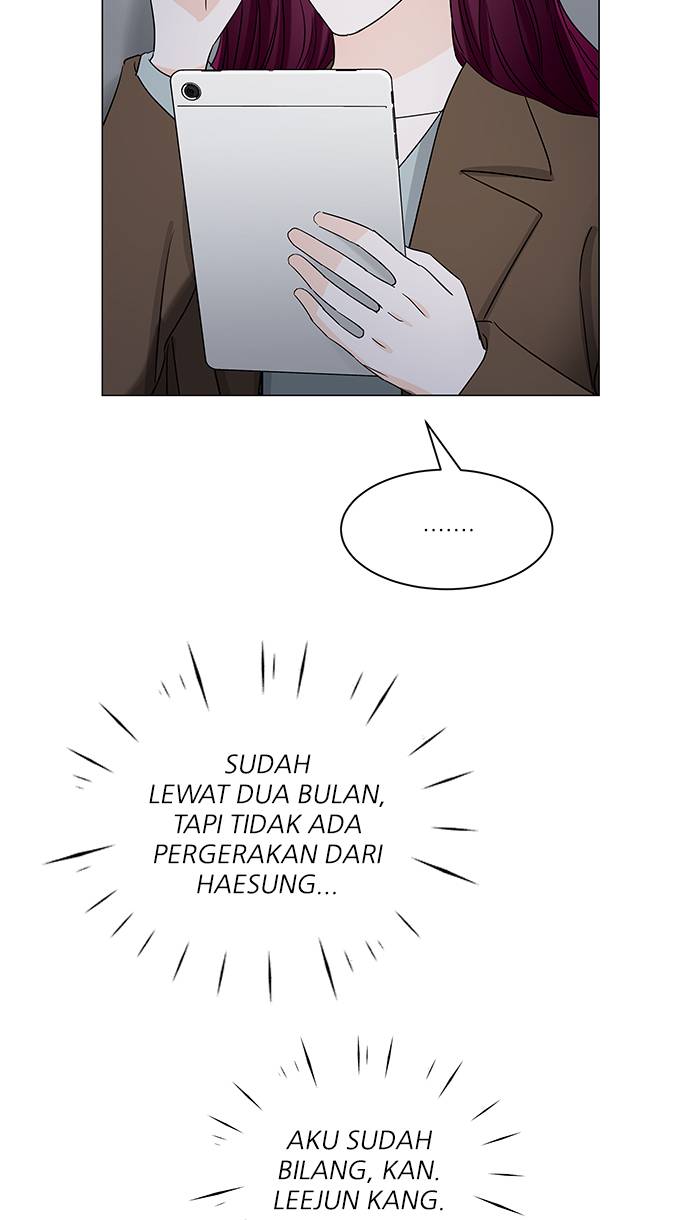 .......
SUDAH
LEWAT DUA BULAN,
TAPI TIDAK ADA
PERGERAKAN DARI
HAESUNG...
AKU SUDAH
BILANG, KAN.
LEEJUN KANG.